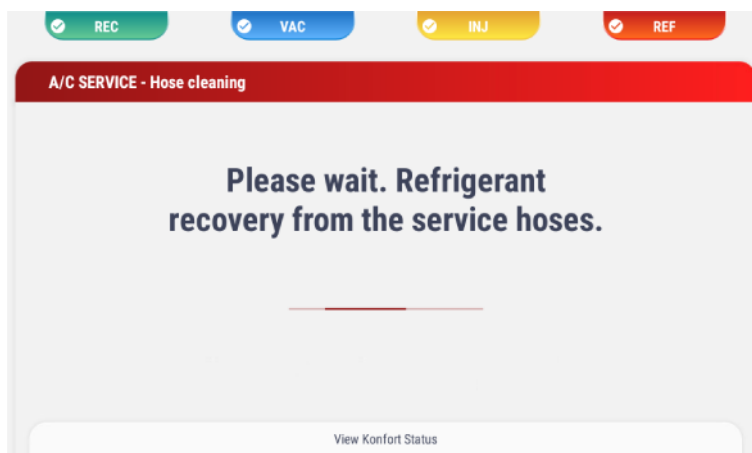 REC VAC INJ REF
A/C SERVICE - Hose cleaning
Please wait. Refrigerant
recovery from the service hoses.
View Konfort Status